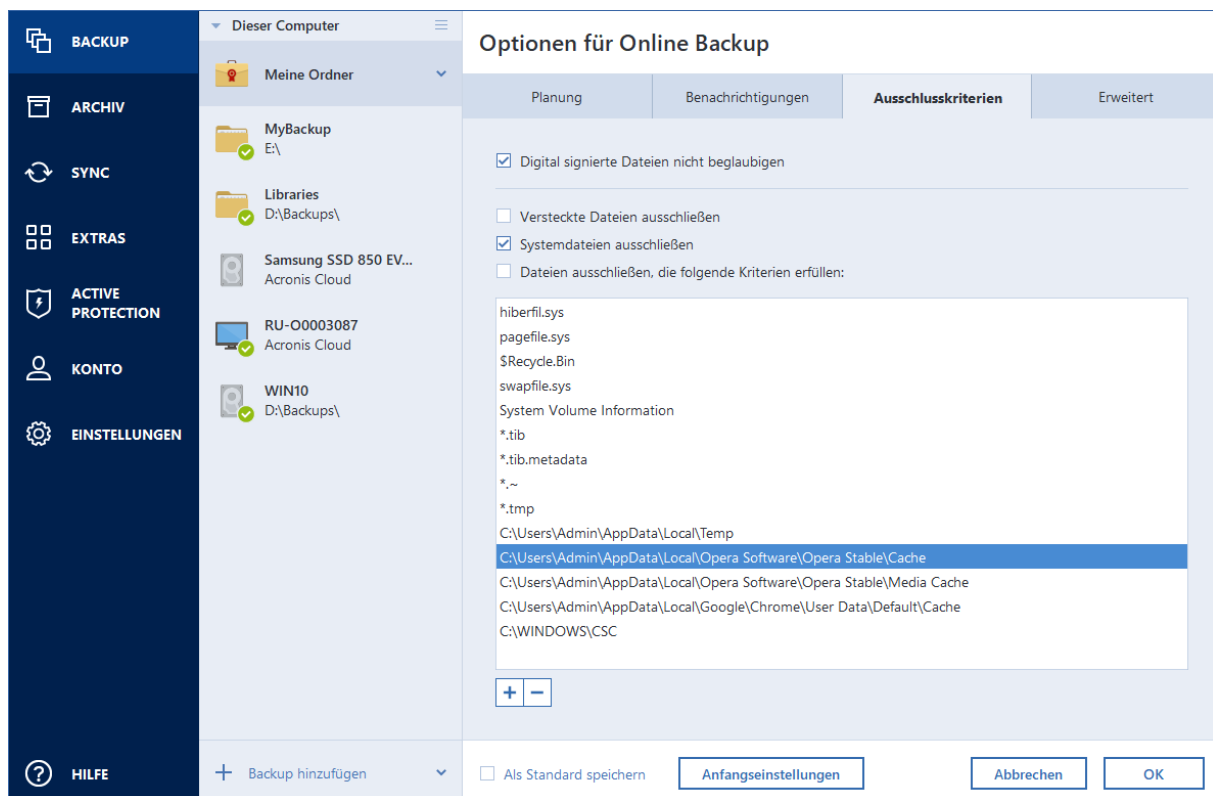 BACKUP
ARCHIV
SYNC
EXTRAS
ACTIVE
PROTECTION
KONTO
EINSTELLUNGEN
HILFE
Dieser Computer
Meine Ordner
MyBackup
E:\
Libraries
D:\Backups\
Samsung SSD 850 EV...
Acronis Cloud
RU-O0003087
Acronis Cloud
WIN10
D:\Backups\
Backup hinzufügen
Optionen für Online Backup
Planung
Benachrichtigungen
Ausschlusskriterien
Erweitert
Digital signierte Dateien nicht beglaubigen
Versteckte Dateien ausschließen
Systemdateien ausschließen
Dateien ausschließen, die folgende Kriterien erfüllen:
hiberfil.sys
pagefile.sys
$Recycle.Bin
swapfile.sys
System Volume Information
*.tib
*.tib.metadata
*.~
*.tmp
C:\Users\Admin\AppData\Local\Temp
C:\Users\Admin\AppData\Local\Opera Software\Opera Stable\Cache
C:\Users\Admin\AppData\Local\Opera Software\Opera Stable\Media Cache
C:\Users\Admin\AppData\Local\Google\Chrome\User Data\Default\Cache
C:\WINDOWS\CSC
Als Standard speichern
Anfangseinstellungen
Abbrechen
OK